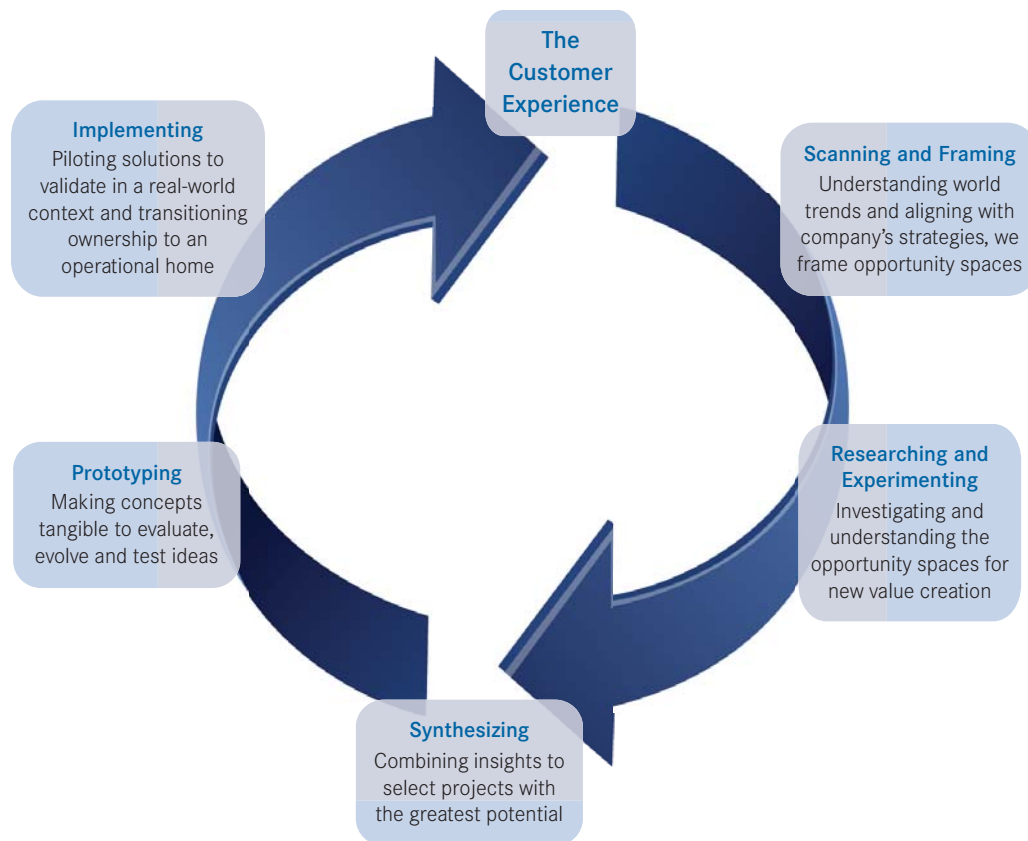 The
Customer
Experience
Scanning and Framing
Understanding world
trends and aligning with
company’s strategies, we
frame opportunity spaces
Researching and
Experimenting
Investigating and
understanding the
opportunity spaces for
new value creation
Synthesizing
Combining insights to
select projects with
the greatest potential
Prototyping
Making concepts
tangible to evaluate,
evolve and test ideas
Implementing
Piloting solutions to
validate in a real-world
context and transitioning
ownership to an
operational home